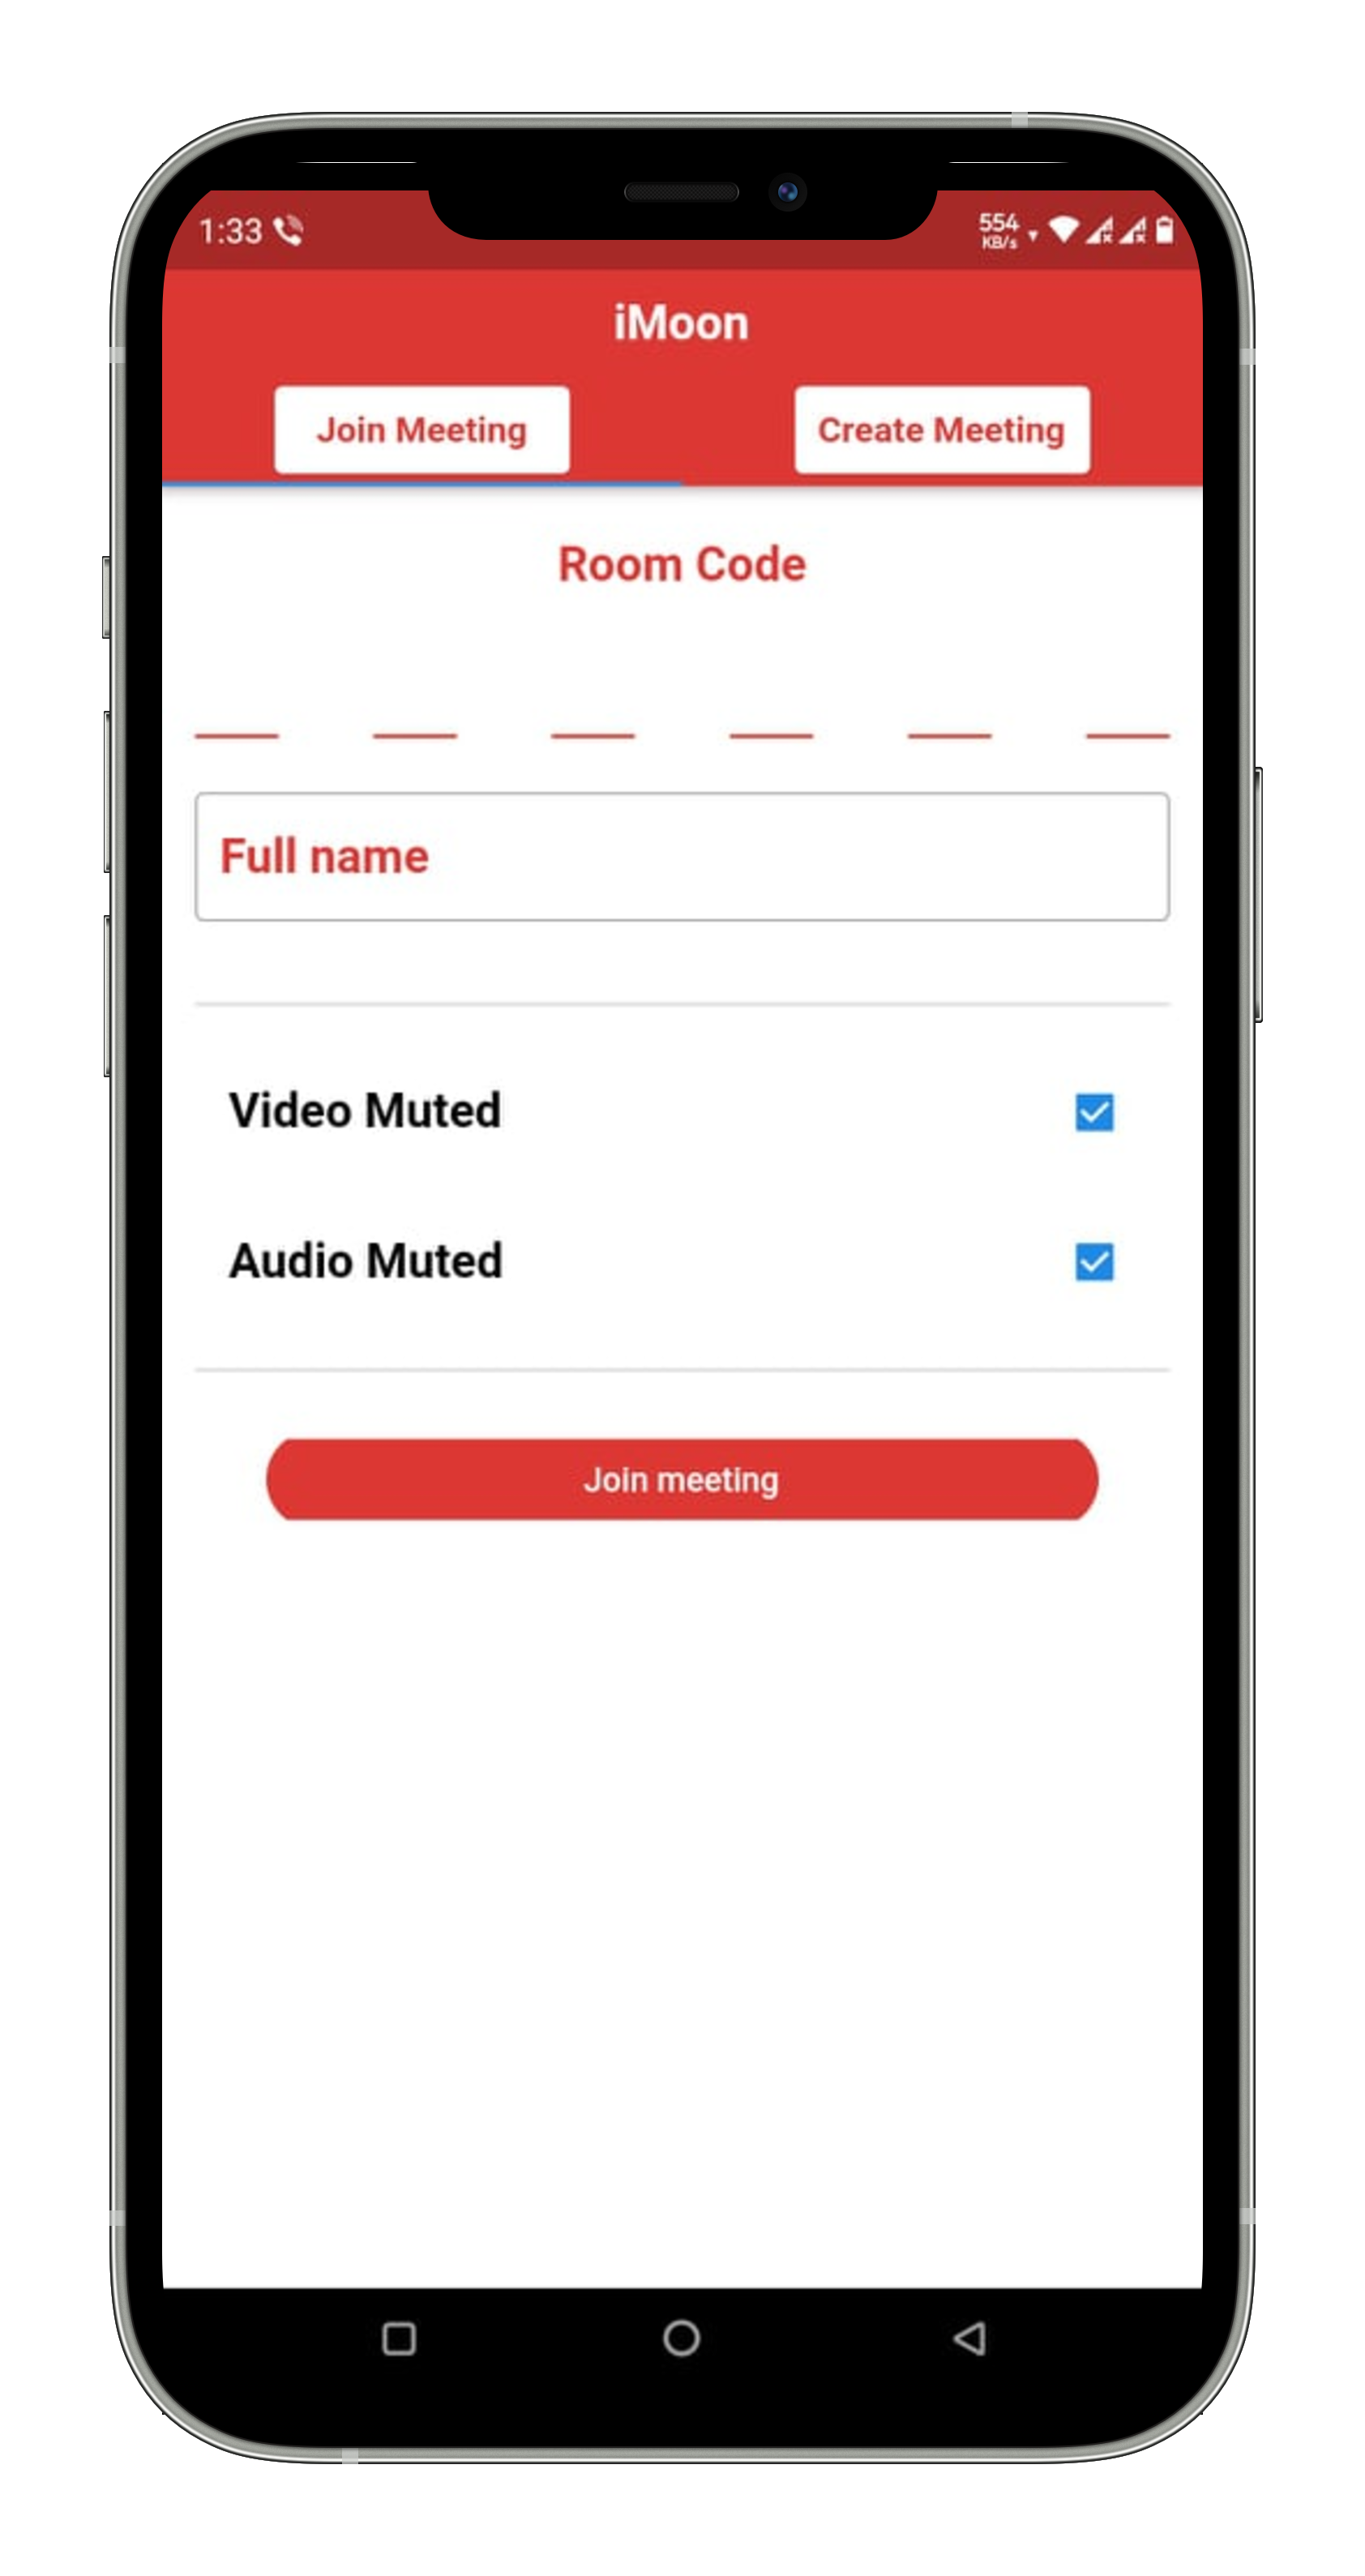 1:33
554
KB/s
iMoon
Join Meeting
Create Meeting
Room Code
Full name
Video Muted
Audio Muted
Join meeting